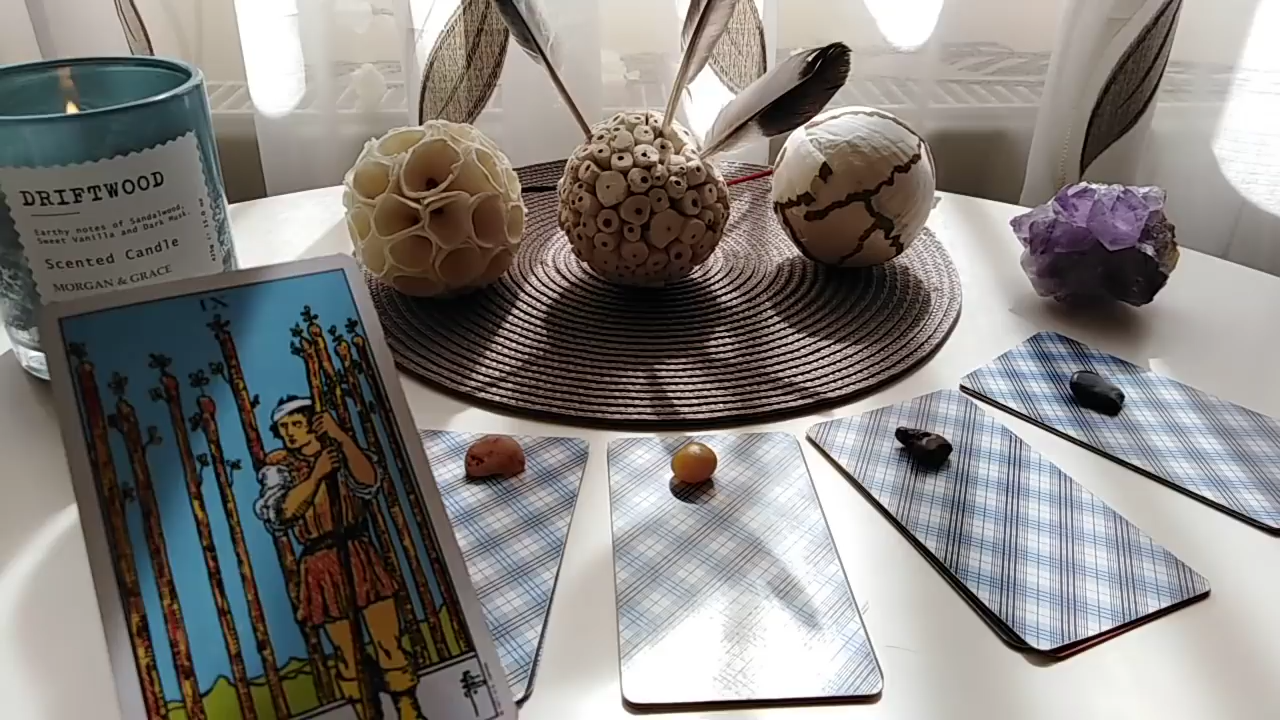 DRIFTWOOD
Earthy notes of Sandalwood,
Sweet Vanilla and Dark Musk.
Scented Candle
MORGAN & GRACE
IX